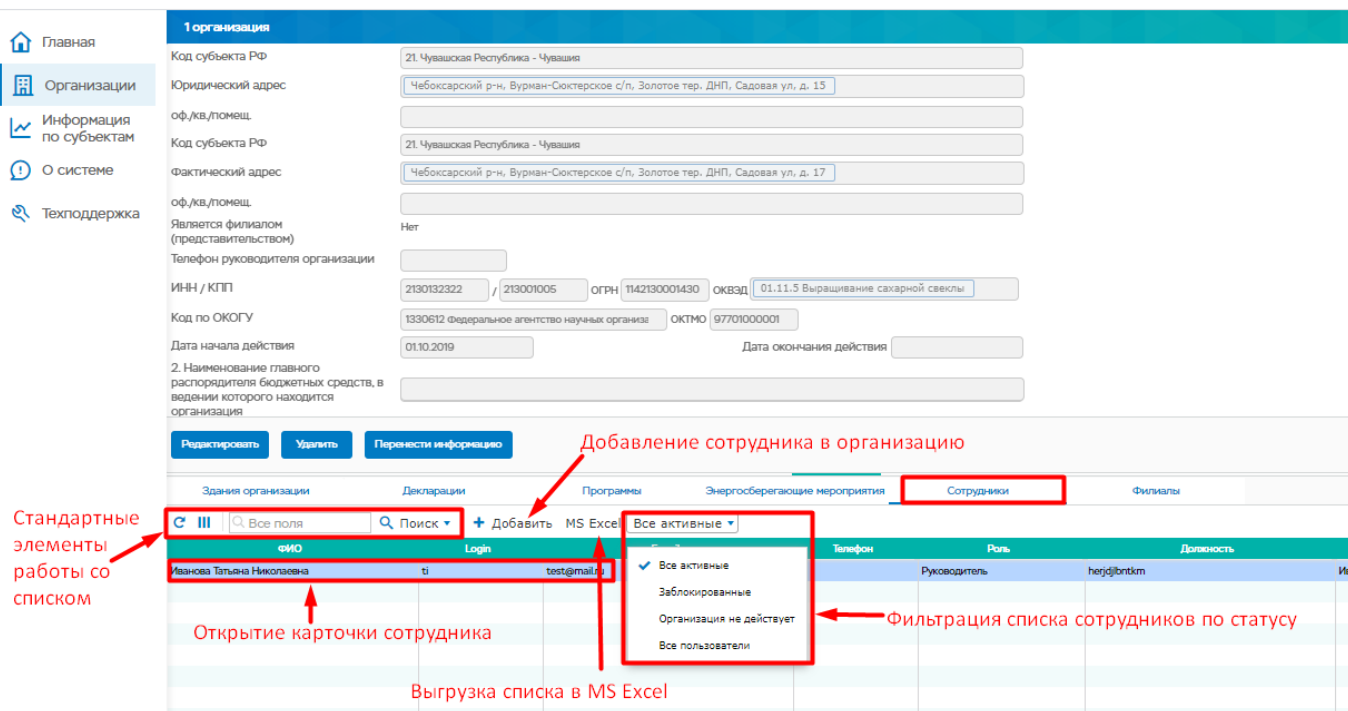 1 организация
Главная
Организации
Информация
по субъектам
О системе
Техподдержка
Код субъекта РФ
21. Чувашская Республика - Чувашия
Юридический адрес
Чебоксарский р-н, Вурман-Сюктерское с/п, Золотое тер. ДНП, Садовая ул, д. 15
оф./кв./помещ.
Код субъекта РФ
21. Чувашская Республика - Чувашия
Фактический адрес
Чебоксарский р-н, Вурман-Сюктерское с/п, Золотое тер. ДНП, Садовая ул, д. 17
оф./кв./помещ.
Является филиалом
(представительством)
Нет
Телефон руководителя организации
ИНН / КПП 2130132322 / 213001005 ОГРН 1142130001430 ОКВЭД 01.11.5 Выращивание сахарной свеклы
Код по ОКОГУ 1330612 Федеральное агентство научных организа ОКТМО 97701000001
Дата начала действия 01.10.2019 Дата окончания действия
2. Наименование главного
распорядителя бюджетных средств, в
ведении которого находится
организация
Редактировать Удалить Перенести информацию
Добавление сотрудника в организацию
Здания организации Декларации Программы Энергосберегающие мероприятия Сотрудники Филиалы
Стандартные
элементы
работы со
списком
Все поля Поиск Добавить MS Excel Все активные
ФИО Login Телефон Роль Должность
Иванова Татьяна Николаевна ti test@mail.ru Руководитель herjdjlbntkm
Все активные
Заблокированные
Организация не действует
Все пользователи
Открытие карточки сотрудника
Фильтрация списка сотрудников по статусу
Выгрузка списка в MS Excel